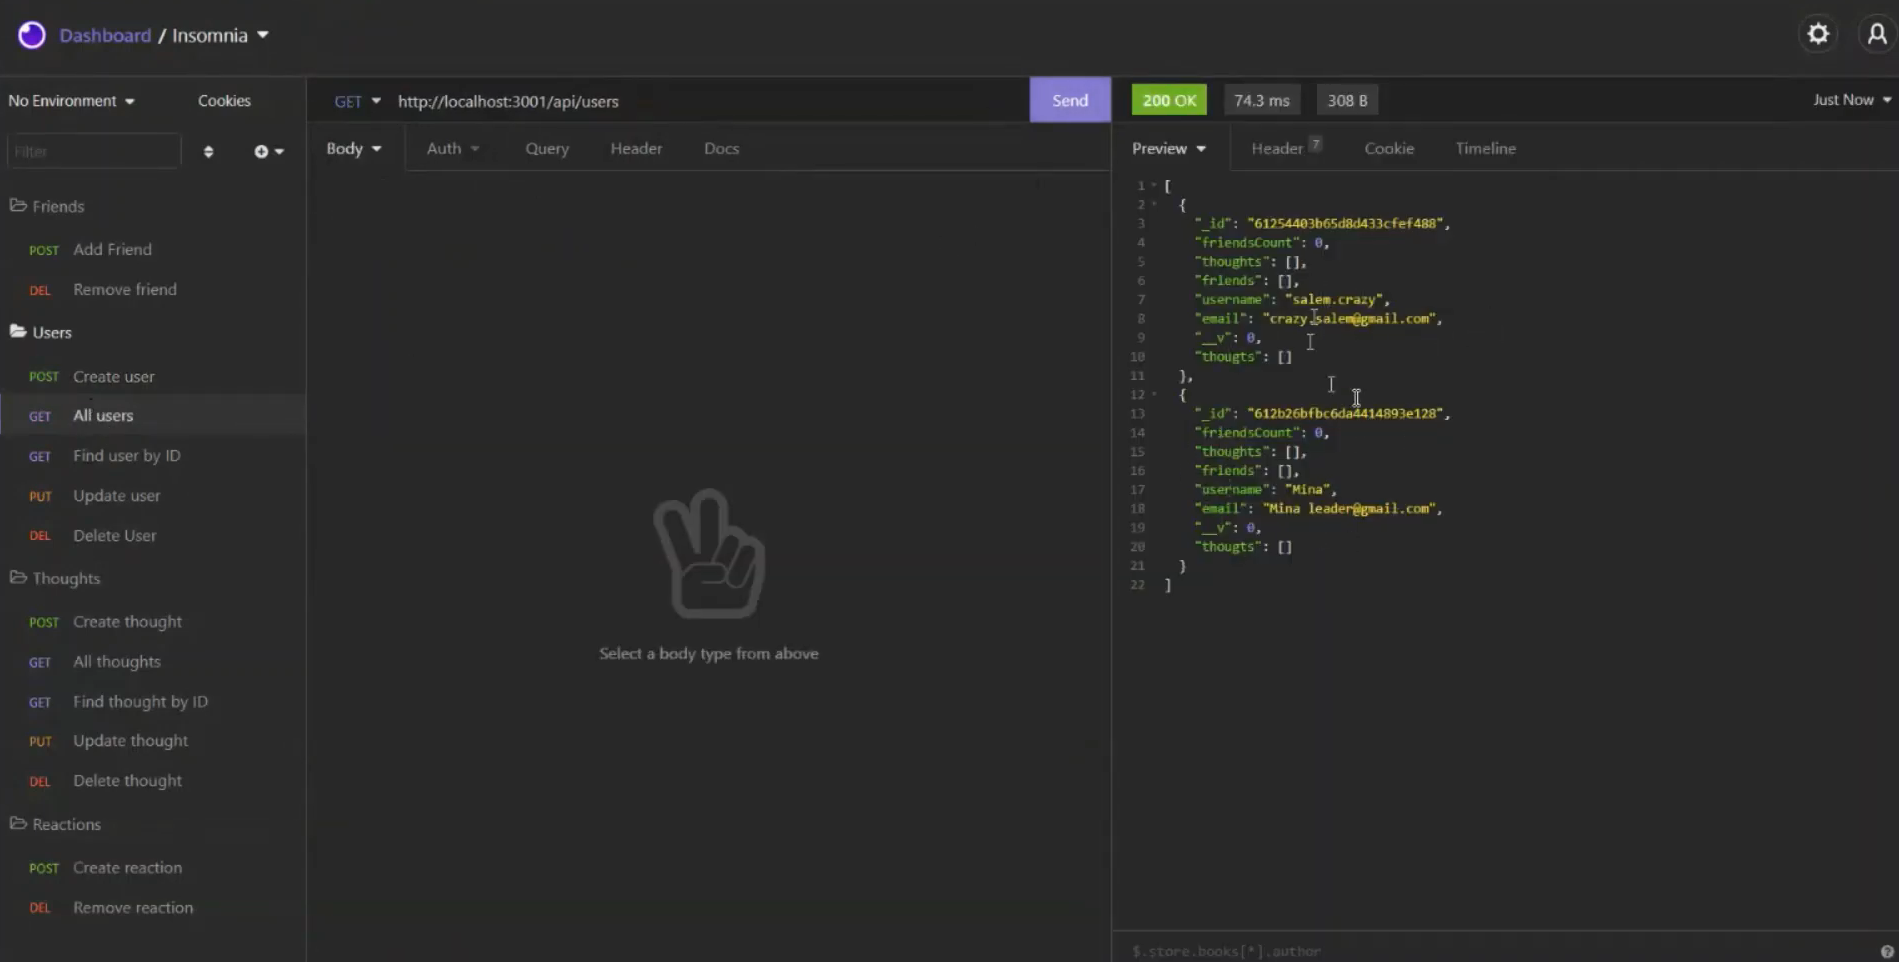 Dashboard / Insomnia
No Environment
Cookies
Filter
Friends
POST Add Friend
DEL Remove friend
Users
POST Create user
GET All users
GET Find user by ID
PUT Update user
DEL Delete User
Thoughts
POST Create thought
GET All thoughts
GET Find thought by ID
PUT Update thought
DEL Delete thought
Reactions
POST Create reaction
DEL Remove reaction
GET http://localhost:3001/api/users Send
Body Auth Query Header Docs
Select a body type from above
200 OK 74.3 ms 308 B Just Now
Preview Header 7 Cookie Timeline
1 [
2 {
3 "_id": "61254403b65d8d433cfef488",
4 "friendsCount": 0,
5 "thoughts": [],
6 "friends": [],
7 "username": "salem.crazy",
8 "email": "crazy.salem@gmail.com",
9 "__v": 0,
10 "thougts": []
11 },
12 {
13 "_id": "612b26bfbc6da4414893e128",
14 "friendsCount": 0,
15 "thoughts": [],
16 "friends": [],
17 "username": "Mina",
18 "email": "Mina leader@gmail.com",
19 "__v": 0,
20 "thougts": []
21 }
22 ]
$.store.books[*].author